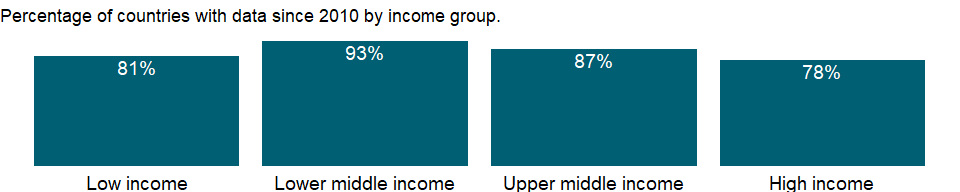 Percentage of countries with data since 2010 by income group.
81%
93%
87%
78%
Low income
Lower middle income
Upper middle income
High income